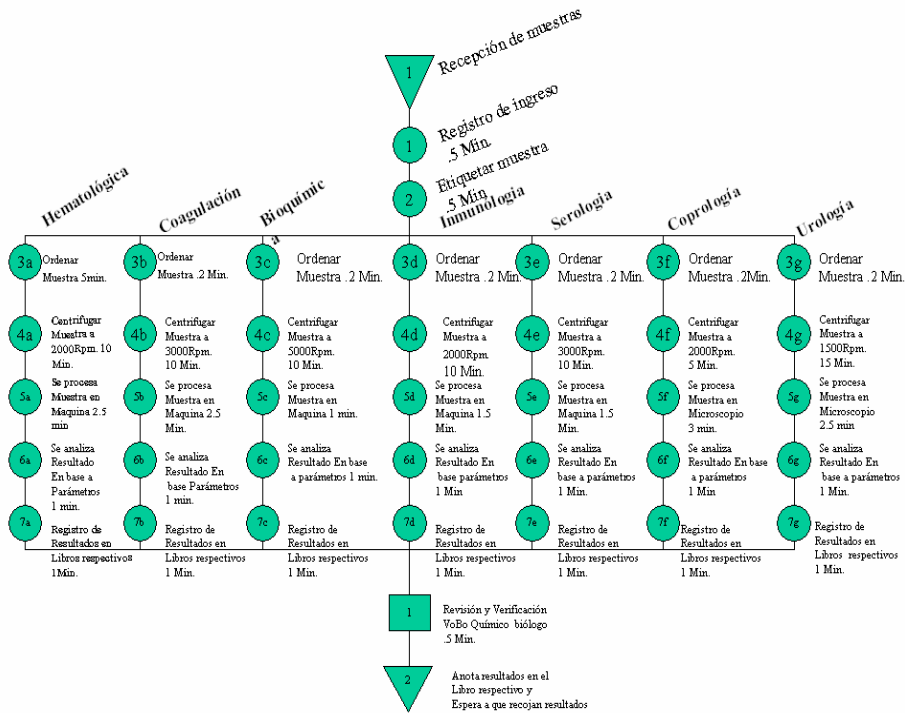 1
Recepción de muestras
1
Registro de ingreso
.5 Min.
2
Etiquetar muestra
.5 Min
Hematológica
Coagulación
Bioquímic
a
Inmunología
Serología
Coprología
Urología
3a
Ordenar
Muestra 5min.
3b
Ordenar
Muestra .2 Min.
3c
Ordenar
Muestra .2 Min.
3d
Ordenar
Muestra .2 Min.
3e
Ordenar
Muestra .2 Min.
3f
Ordenar
Muestra .2Min.
3g
Ordenar
Muestra .2 Min.
4a
Centrifugar
Muestra a
2000Rpm. 10
Min.
4b
Centrifugar
Muestra a
3000Rpm.
10 Min.
4c
Centrifugar
Muestra a
5000Rpm.
10 Min.
4d
Centrifugar
Muestra a
2000Rpm.
10 Min.
4e
Centrifugar
Muestra a
3000Rpm.
10 Min.
4f
Centrifugar
Muestra a
2000Rpm.
5 Min.
4g
Centrifugar
Muestra a
1500Rpm.
15 Min.
5a
Se procesa
Muestra en
Maquina 2.5
min
5b
Se procesa
Muestra en
Maquina 2.5
Min.
5c
Se procesa
Muestra en
Maquina 1 min.
5d
Se procesa
Muestra en
Maquina 1.5
Min.
5e
Se procesa
Muestra en
Maquina 1.5
Min.
5f
Se procesa
Muestra en
Microscopio
3 min.
5g
Se procesa
Muestra en
Microscopio
2.5 min
6a
Se analiza
Resultado
En base a
Parámetros
1 min.
6b
Se analiza
Resultado En
base Parámetros
1 min.
6c
Se analiza
Resultado En base
a parámetros 1 min.
6d
Se analiza
Resultado En
base parámetros
1 Min
6e
Se analiza
Resultado En
base a parámetros
1 Min.
6f
Se analiza
Resultado En base
a parámetros
1 Min
6g
Se analiza
Resultado En
base a parámetros
1 Min.
7a
Registro de
Resultados en
Libros respectivos
1Min.
7b
Registro de
Resultados en
Libros respectivos
1 Min.
7c
Registro de
Resultados en
Libros respectivos
1 Min.
7d
Registro de
Resultados en
Libros respectivos
1 Min.
7e
Registro de
Resultados en
Libros respectivos
1 Min.
7f
Registro de
Resultados en
Libros respectivos
1 Min.
7g
Registro de
Resultados en
Libros respectivos
1 Min.
1
Revisión y Verificación
VoBo Químico biólogo
.5 Min.
2
Anota resultados en el
Libro respectivo y
Espera a que recojan resultados